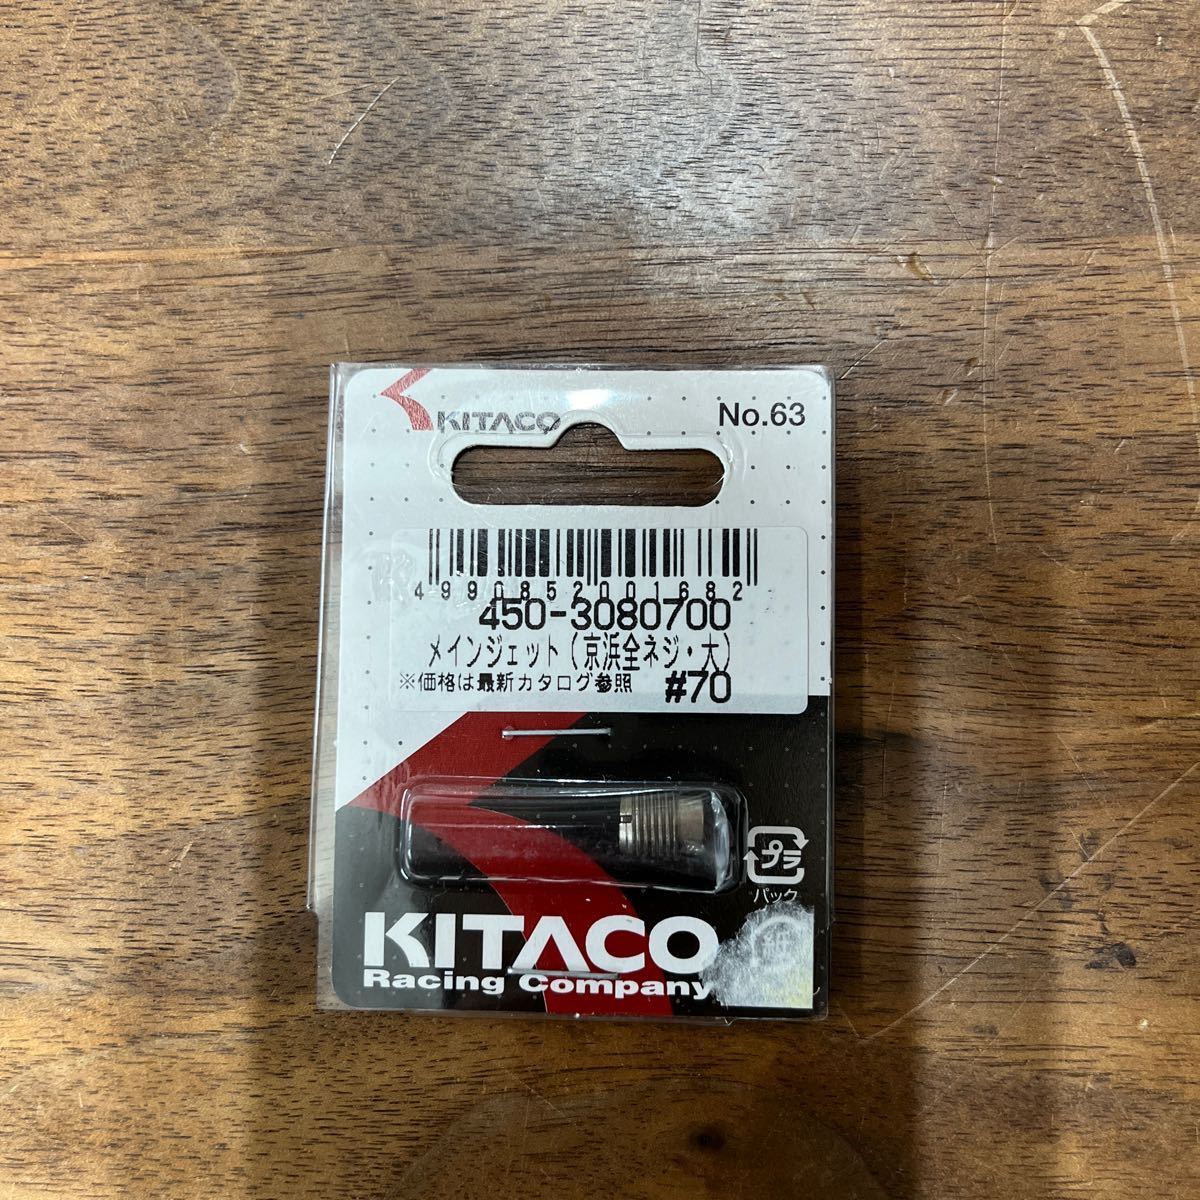 KITACO
No.63
4990852001682
450-3080700
メインジェット(京浜全ネジ・大)
※価格は最新カタログ参照 #70
プラ
パック
KITACO
Racing Company